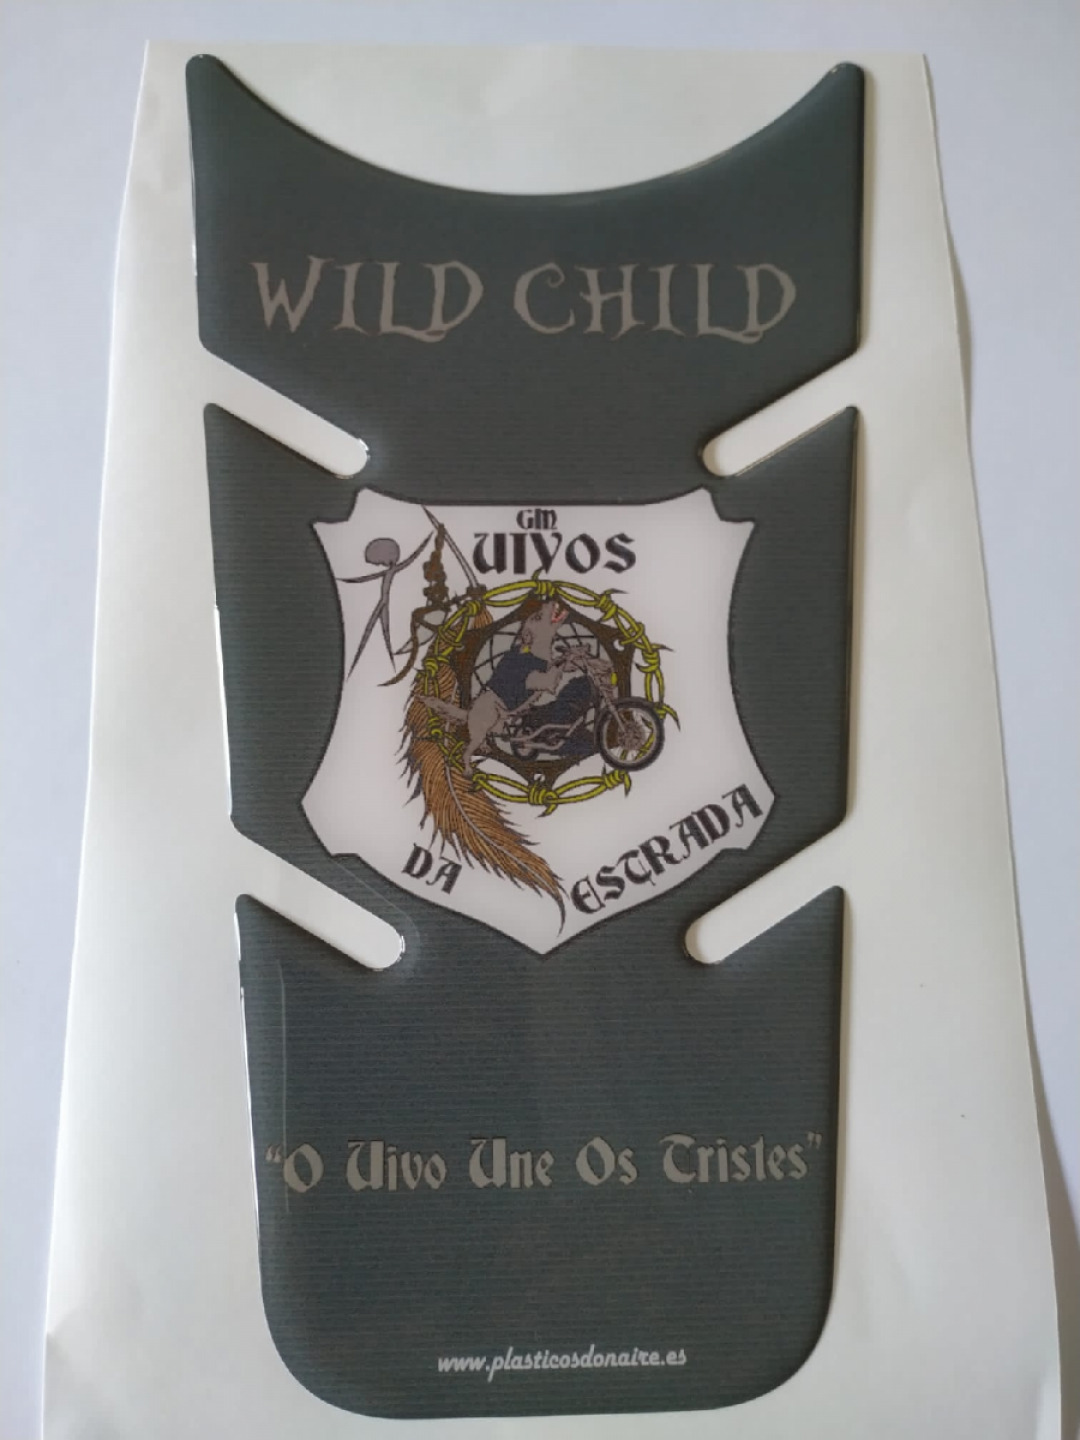 WILD CHILD
GM
UIVOS
DA ESTRADA
"O Uivo Une Os Tristes"
www.plasticosdonaire.es